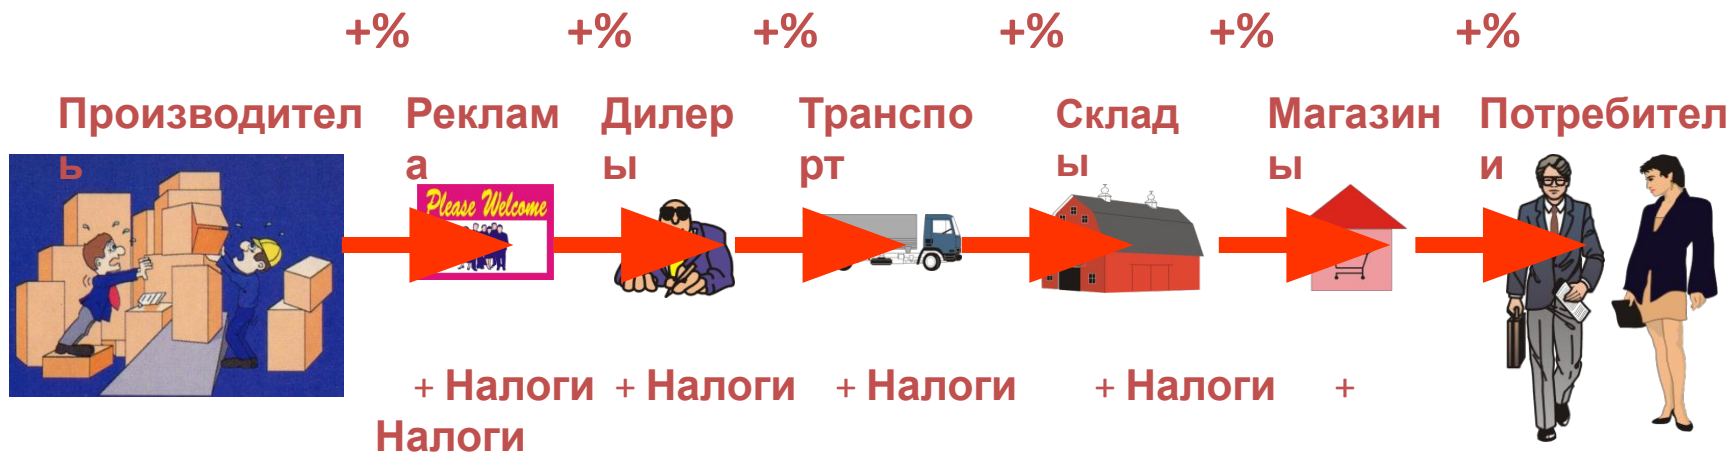 +% +% +% +% +% +%
Производител Реклам Дилер Транспо Склад Магазин Потребител
ь а ы рт ы ы и
Please Welcome
+ Налоги + Налоги + Налоги + Налоги +
Налоги